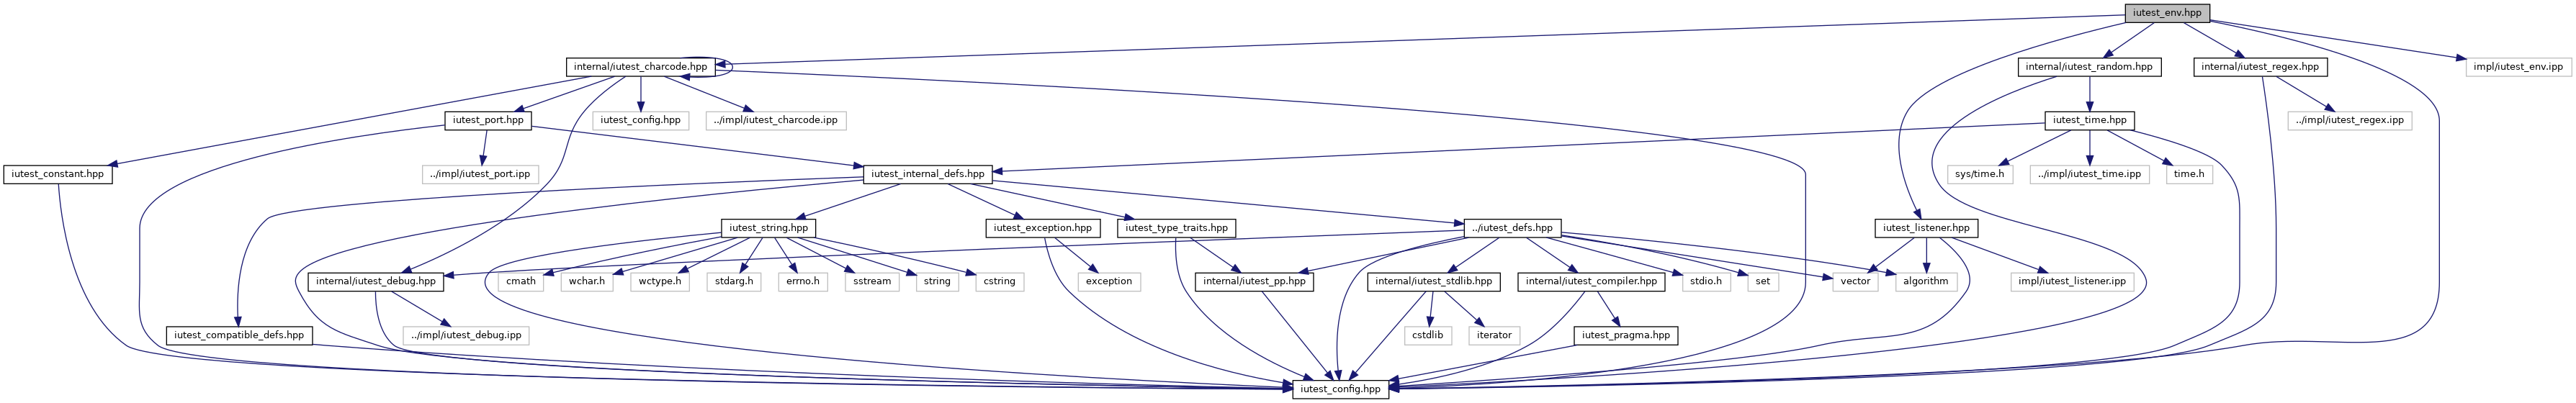 iutest_env.hpp
internal/iutest_charcode.hpp
internal/iutest_random.hpp
internal/iutest_regex.hpp
impl/iutest_env.ipp
iutest_port.hpp
iutest_config.hpp
../impl/iutest_charcode.ipp
iutest_time.hpp
../impl/iutest_regex.ipp
iutest_constant.hpp
../impl/iutest_port.ipp
iutest_internal_defs.hpp
sys/time.h
../impl/iutest_time.ipp
time.h
iutest_string.hpp
iutest_exception.hpp
iutest_type_traits.hpp
../iutest_defs.hpp
iutest_listener.hpp
internal/iutest_debug.hpp
cmath
wchar.h
wctype.h
stdarg.h
errno.h
sstream
string
cstring
exception
internal/iutest_pp.hpp
internal/iutest_stdlib.hpp
internal/iutest_compiler.hpp
stdio.h
set
vector
algorithm
impl/iutest_listener.ipp
iutest_compatible_defs.hpp
../impl/iutest_debug.ipp
cstdlib
iterator
iutest_pragma.hpp
iutest_config.hpp